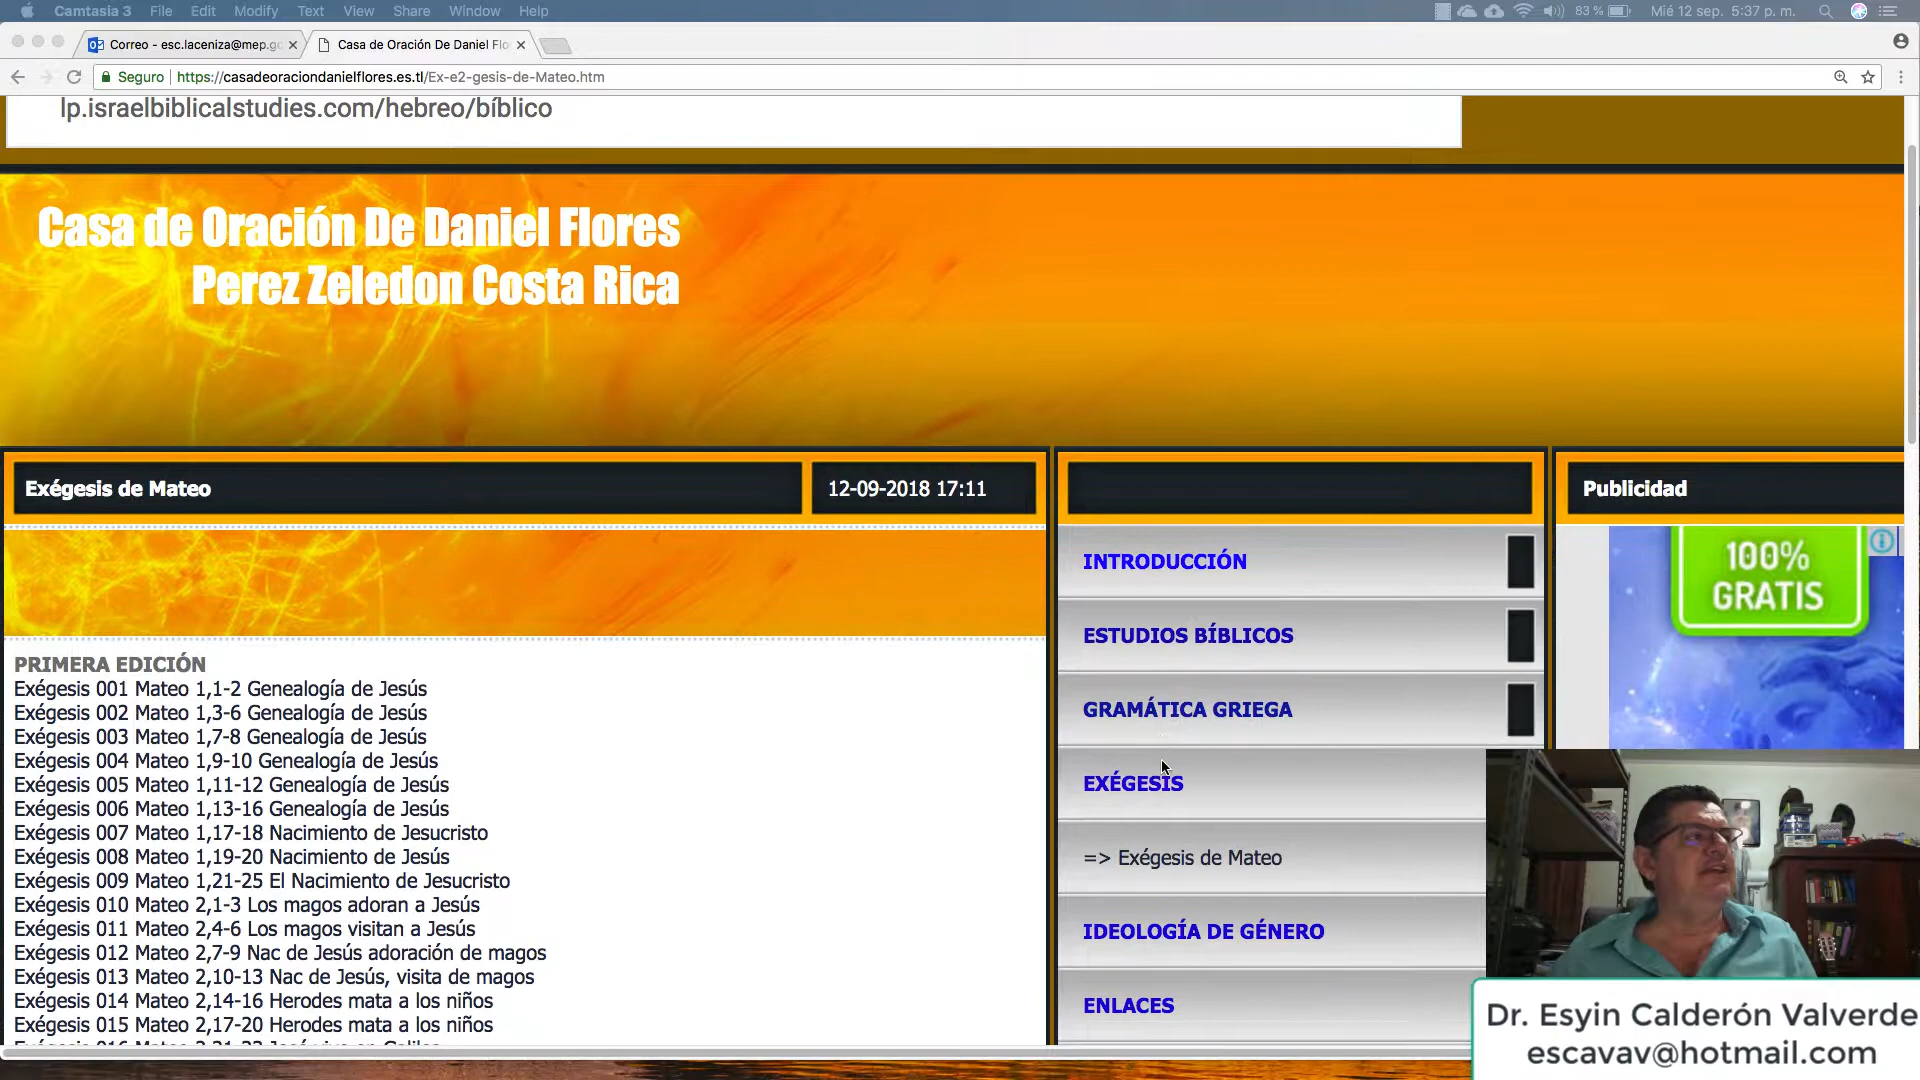 Camtasia 3 File Edit Modify Text View Share Window Help 83 % Mié 12 sep. 5:37 p. m.
Correo - esc.laceniza@mep.go
Casa de Oración De Daniel Flo
Seguro | https://casadeoraciondanielflores.es.tl/Ex-e2-gesis-de-Mateo.htm
lp.israelbiblicalstudies.com/hebreo/bíblico
Casa de Oración De Daniel Flores
Perez Zeledon Costa Rica
Exégesis de Mateo
12-09-2018 17:11
PRIMERA EDICIÓN
Exégesis 001 Mateo 1,1-2 Genealogía de Jesús
Exégesis 002 Mateo 1,3-6 Genealogía de Jesús
Exégesis 003 Mateo 1,7-8 Genealogía de Jesús
Exégesis 004 Mateo 1,9-10 Genealogía de Jesús
Exégesis 005 Mateo 1,11-12 Genealogía de Jesús
Exégesis 006 Mateo 1,13-16 Genealogía de Jesús
Exégesis 007 Mateo 1,17-18 Nacimiento de Jesucristo
Exégesis 008 Mateo 1,19-20 Nacimiento de Jesús
Exégesis 009 Mateo 1,21-25 El Nacimiento de Jesucristo
Exégesis 010 Mateo 2,1-3 Los magos adoran a Jesús
Exégesis 011 Mateo 2,4-6 Los magos visitan a Jesús
Exégesis 012 Mateo 2,7-9 Nac de Jesús adoración de magos
Exégesis 013 Mateo 2,10-13 Nac de Jesús, visita de magos
Exégesis 014 Mateo 2,14-16 Herodes mata a los niños
Exégesis 015 Mateo 2,17-20 Herodes mata a los niños
INTRODUCCIÓN
ESTUDIOS BÍBLICOS
GRAMÁTICA GRIEGA
EXÉGESIS
=> Exégesis de Mateo
IDEOLOGÍA DE GÉNERO
ENLACES
Publicidad
100%
GRATIS
Dr. Esyin Calderón Valverde
escavav@hotmail.com